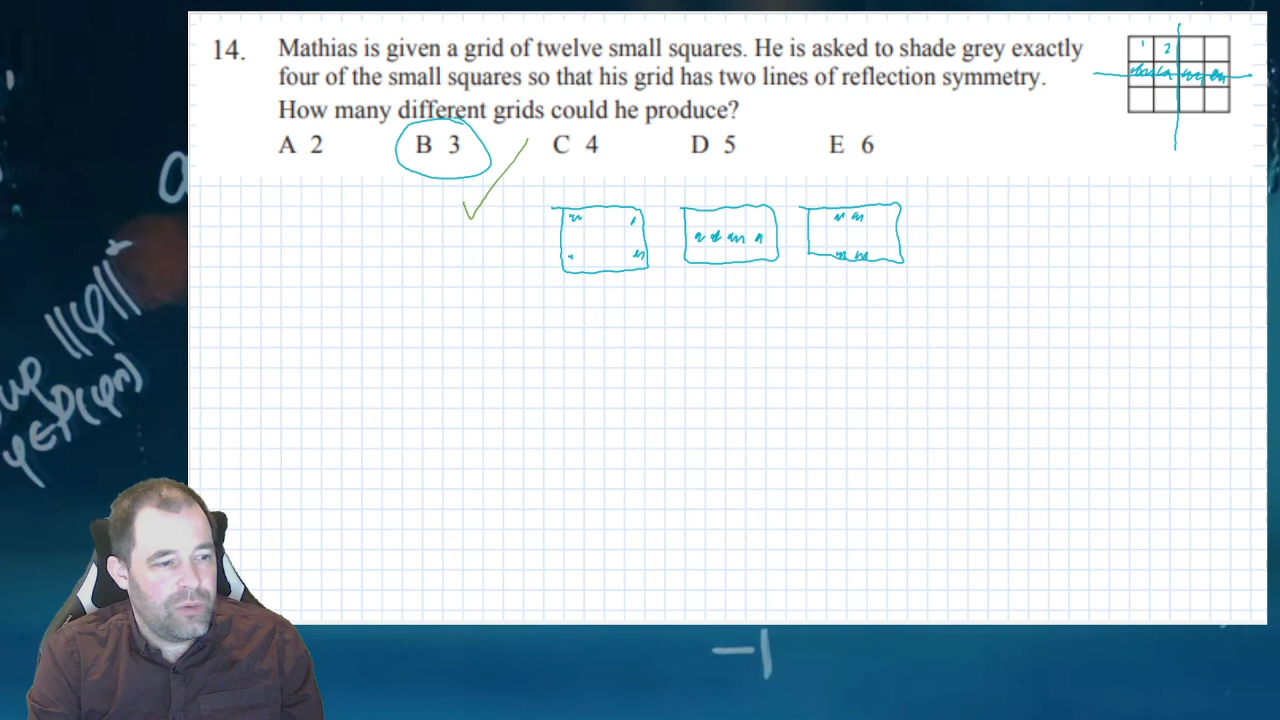 14. Mathias is given a grid of twelve small squares. He is asked to shade grey exactly
four of the small squares so that his grid has two lines of reflection symmetry.
How many different grids could he produce?
A 2 B 3 C 4 D 5 E 6
1 2
||φ||
φ∈P(φn)
−1